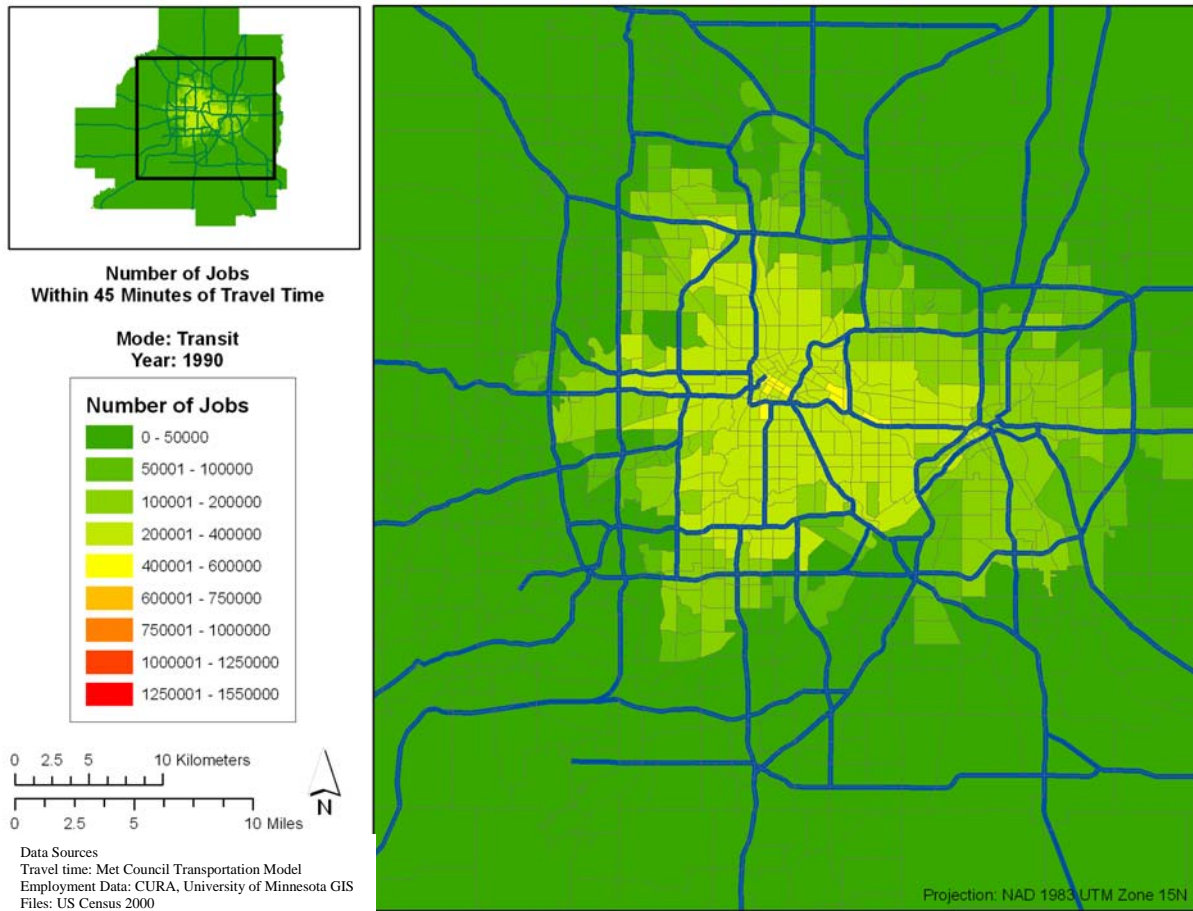 Number of Jobs
Within 45 Minutes of Travel Time
Mode: Transit
Year: 1990
Number of Jobs
0 - 50000
50001 - 100000
100001 - 200000
200001 - 400000
400001 - 600000
600001 - 750000
750001 - 1000000
1000001 - 1250000
1250001 - 1550000
0 2.5 5 10 Kilometers
0 2.5 5 10 Miles
N
Data Sources
Travel time: Met Council Transportation Model
Employment Data: CURA, University of Minnesota GIS
Files: US Census 2000
Projection: NAD 1983 UTM Zone 15N